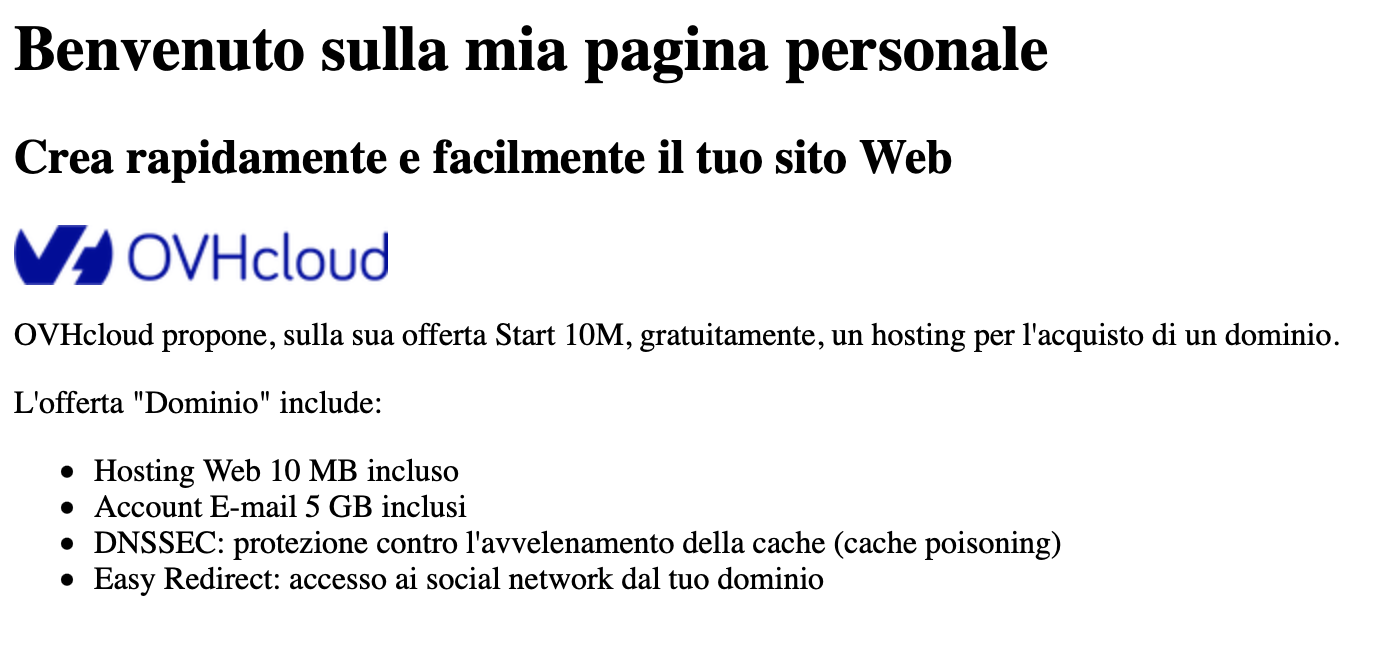 Benvenuto sulla mia pagina personale
Crea rapidamente e facilmente il tuo sito Web
OVHcloud
OVHcloud propone, sulla sua offerta Start 10M, gratuitamente, un hosting per l'acquisto di un dominio.
L'offerta "Dominio" include:
• Hosting Web 10 MB incluso
• Account E-mail 5 GB inclusi
• DNSSEC: protezione contro l'avvelenamento della cache (cache poisoning)
• Easy Redirect: accesso ai social network dal tuo dominio